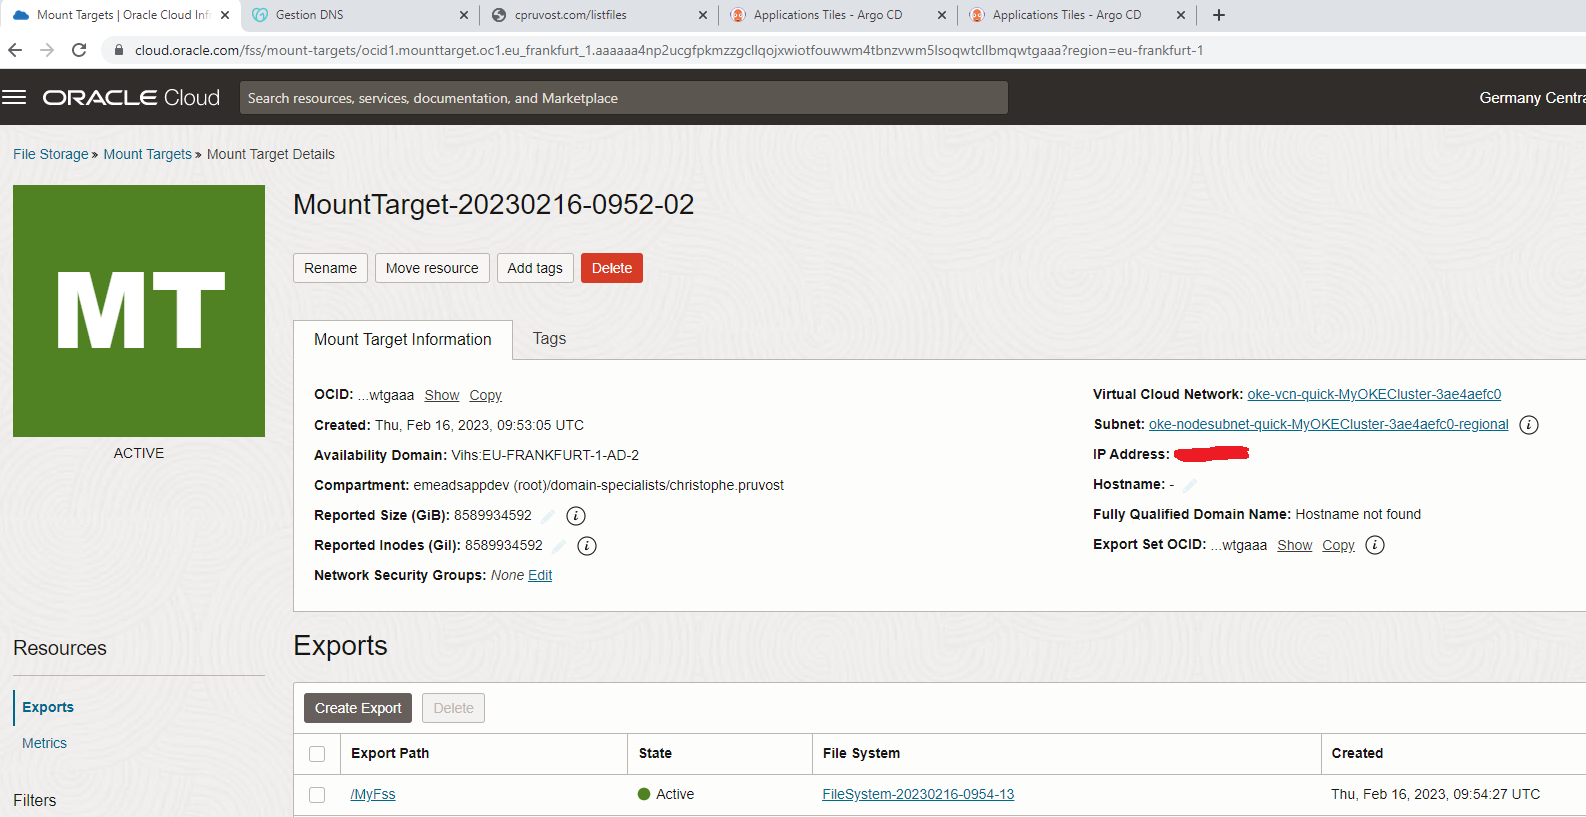 Mount Targets | Oracle Cloud Inf
Gestion DNS
cpruvost.com/listfiles
Applications Tiles - Argo CD
Applications Tiles - Argo CD
cloud.oracle.com/fss/mount-targets/ocid1.mounttarget.oc1.eu_frankfurt_1.aaaaaa4np2ucgfpkmzzgcllqojxwiotfouwwm4tbnzvwm5lsoqwtcllbmqwtgaaa?region=eu-frankfurt-1
ORACLE Cloud
Search resources, services, documentation, and Marketplace
Germany Centra
File Storage » Mount Targets » Mount Target Details
MT
ACTIVE
MountTarget-20230216-0952-02
Rename
Move resource
Add tags
Delete
Mount Target Information
Tags
OCID: ...wtgaaa Show Copy
Created: Thu, Feb 16, 2023, 09:53:05 UTC
Availability Domain: Vihs:EU-FRANKFURT-1-AD-2
Compartment: emeadsappdev (root)/domain-specialists/christophe.pruvost
Reported Size (GiB): 8589934592
Reported Inodes (GiI): 8589934592
Network Security Groups: None Edit
Virtual Cloud Network: oke-vcn-quick-MyOKECluster-3ae4aefc0
Subnet: oke-nodesubnet-quick-MyOKECluster-3ae4aefc0-regional
IP Address:
Hostname: -
Fully Qualified Domain Name: Hostname not found
Export Set OCID: ...wtgaaa Show Copy
Resources
Exports
Metrics
Filters
Exports
Create Export
Delete
Export Path State File System Created
/MyFss Active FileSystem-20230216-0954-13 Thu, Feb 16, 2023, 09:54:27 UTC